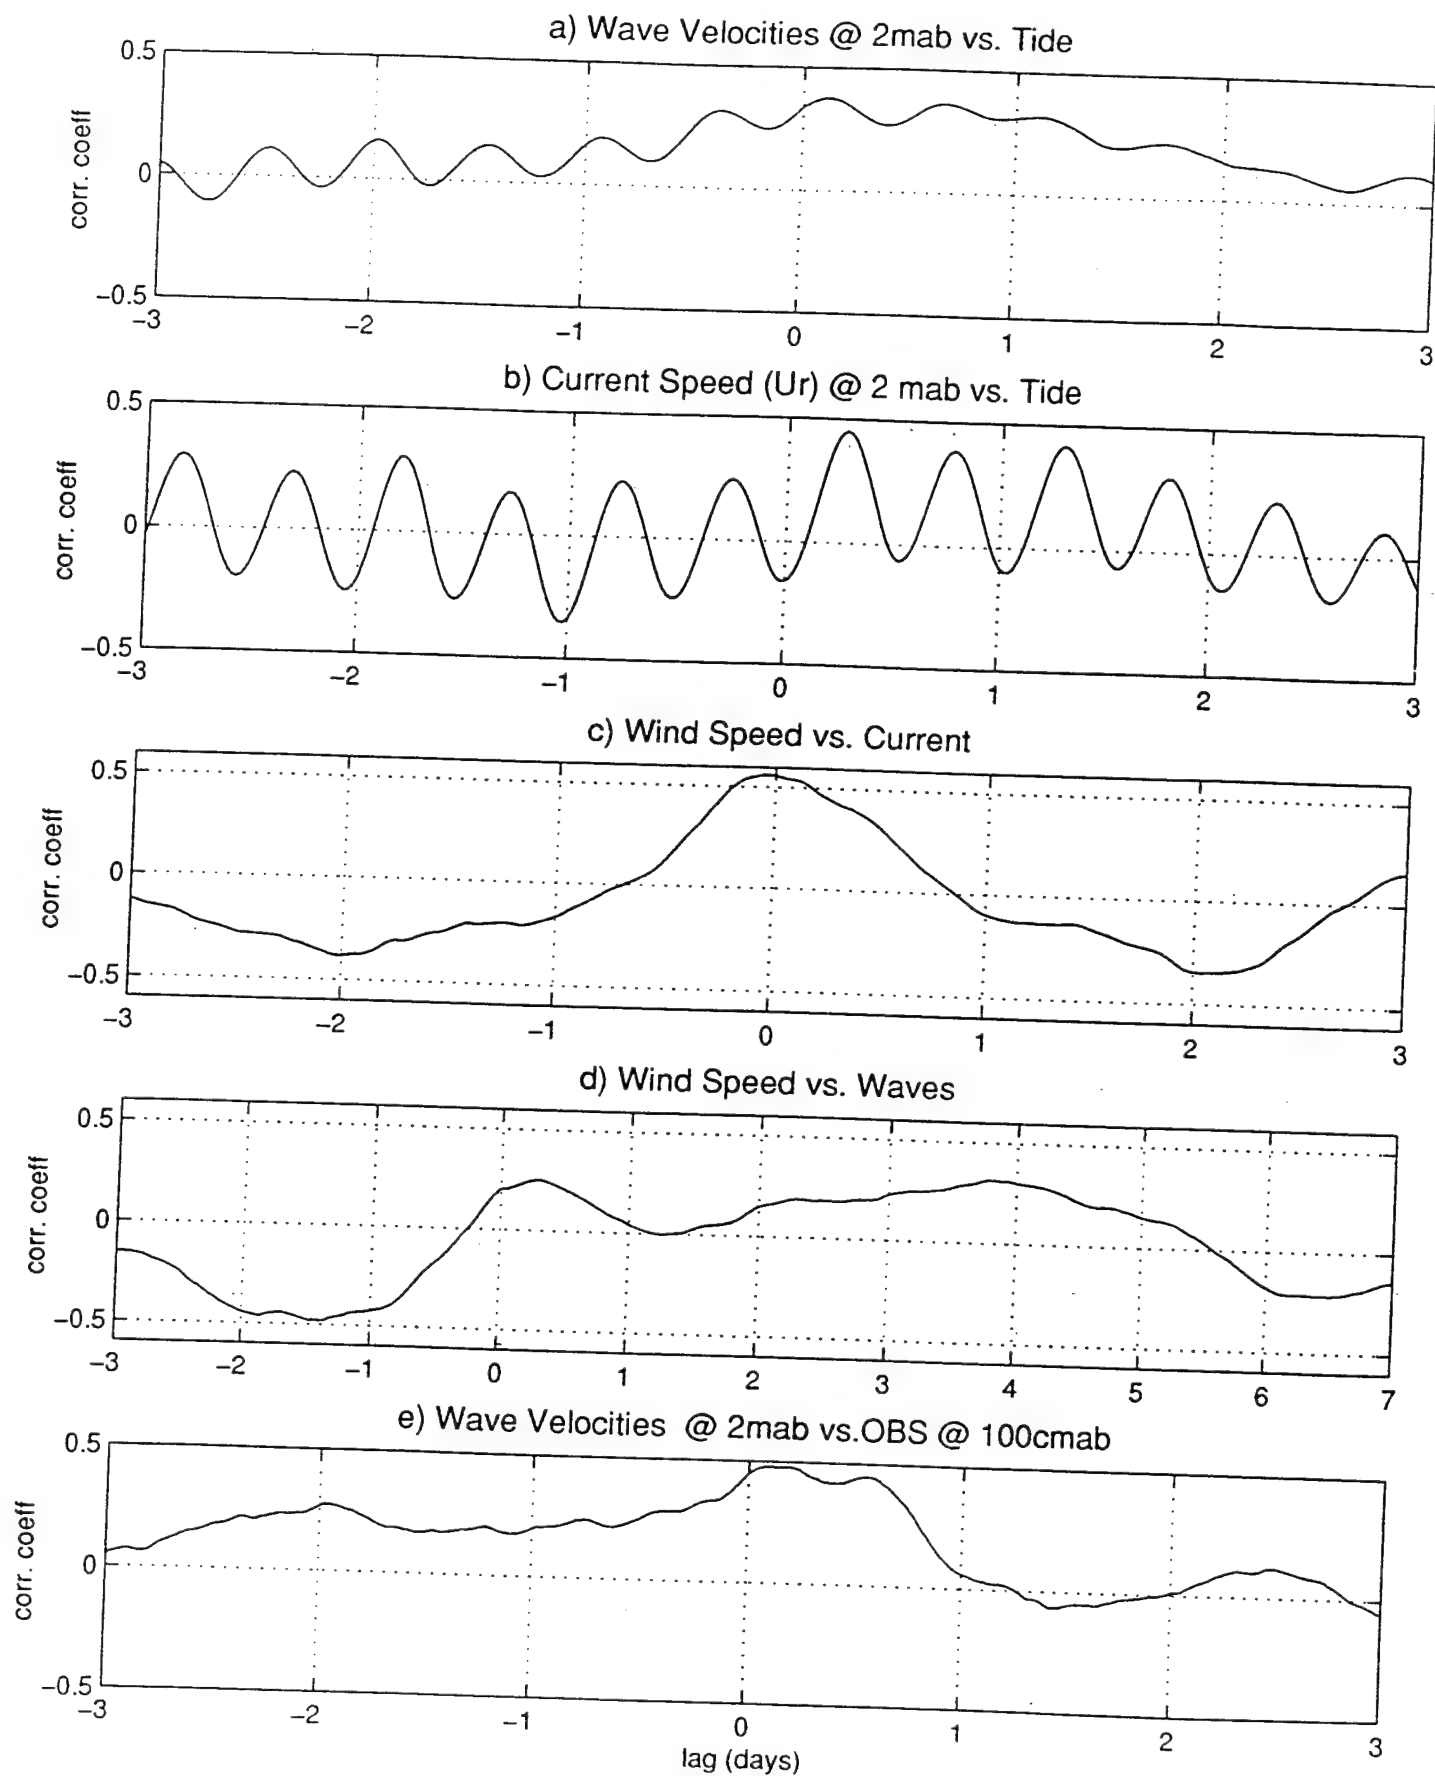 a) Wave Velocities @ 2mab vs. Tide
0.5
corr. coeff
0
−0.5
−3 −2 −1 0 1 2 3
b) Current Speed (Ur) @ 2 mab vs. Tide
0.5
corr. coeff
0
−0.5
−3 −2 −1 0 1 2 3
c) Wind Speed vs. Current
0.5
corr. coeff
0
−0.5
−3 −2 −1 0 1 2 3
d) Wind Speed vs. Waves
0.5
corr. coeff
0
−0.5
−3 −2 −1 0 1 2 3 4 5 6 7
e) Wave Velocities @ 2mab vs.OBS @ 100cmab
0.5
corr. coeff
0
−0.5
−3 −2 −1 0 1 2 3
lag (days)